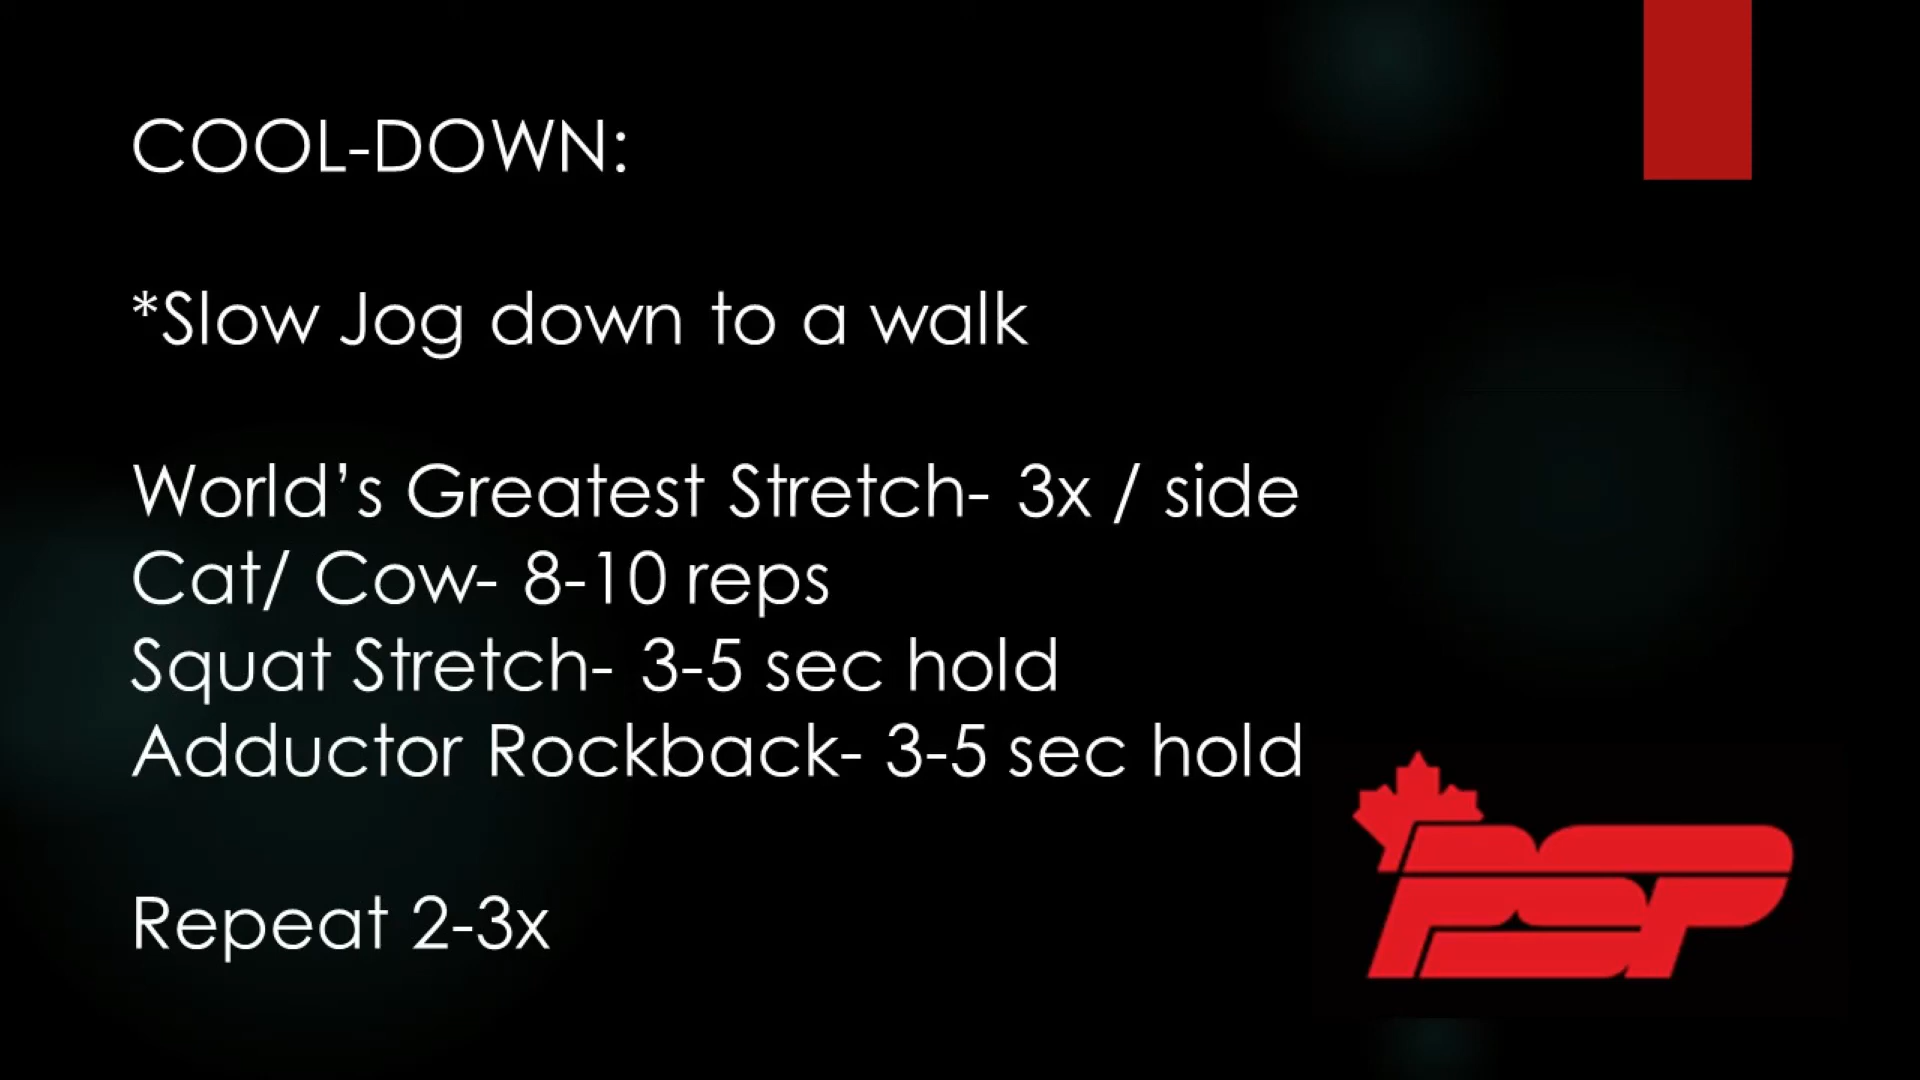 COOL-DOWN:
*Slow Jog down to a walk
World’s Greatest Stretch- 3x / side
Cat/ Cow- 8-10 reps
Squat Stretch- 3-5 sec hold
Adductor Rockback- 3-5 sec hold
Repeat 2-3x
PSP